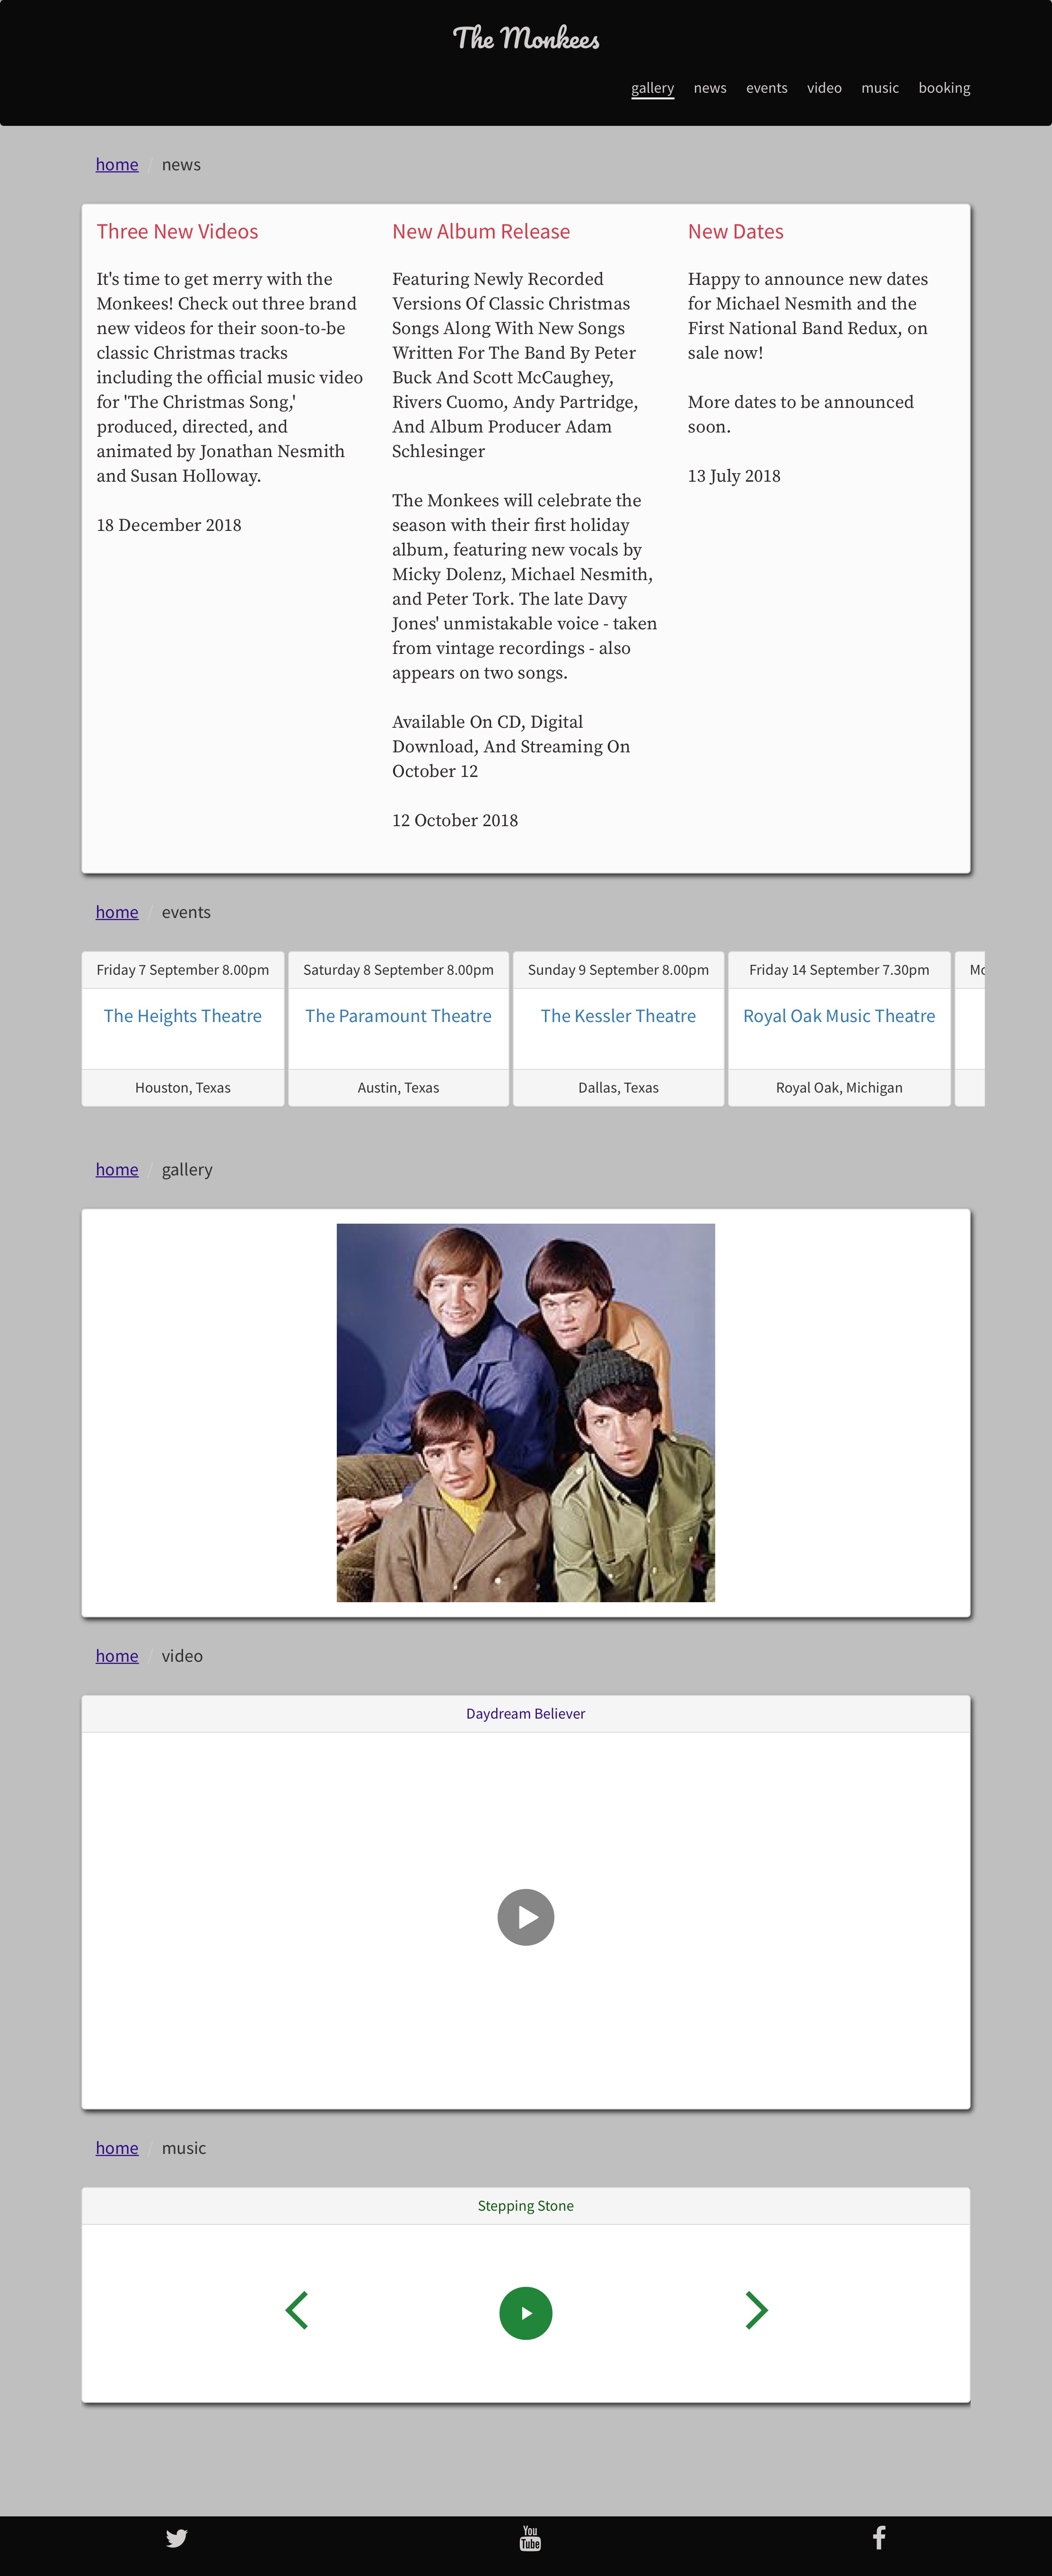 The Monkees
gallery news events video music booking
home / news
Three New Videos
It's time to get merry with the
Monkees! Check out three brand
new videos for their soon-to-be
classic Christmas tracks
including the official music video
for 'The Christmas Song,'
produced, directed, and
animated by Jonathan Nesmith
and Susan Holloway.
18 December 2018
New Album Release
Featuring Newly Recorded
Versions Of Classic Christmas
Songs Along With New Songs
Written For The Band By Peter
Buck And Scott McCaughey,
Rivers Cuomo, Andy Partridge,
And Album Producer Adam
Schlesinger
The Monkees will celebrate the
season with their first holiday
album, featuring new vocals by
Micky Dolenz, Michael Nesmith,
and Peter Tork. The late Davy
Jones' unmistakable voice - taken
from vintage recordings - also
appears on two songs.
Available On CD, Digital
Download, And Streaming On
October 12
12 October 2018
New Dates
Happy to announce new dates
for Michael Nesmith and the
First National Band Redux, on
sale now!
More dates to be announced
soon.
13 July 2018
home / events
Friday 7 September 8.00pm
The Heights Theatre
Houston, Texas
Saturday 8 September 8.00pm
The Paramount Theatre
Austin, Texas
Sunday 9 September 8.00pm
The Kessler Theatre
Dallas, Texas
Friday 14 September 7.30pm
Royal Oak Music Theatre
Royal Oak, Michigan
home / gallery
home / video
Daydream Believer
home / music
Stepping Stone
You
Tube